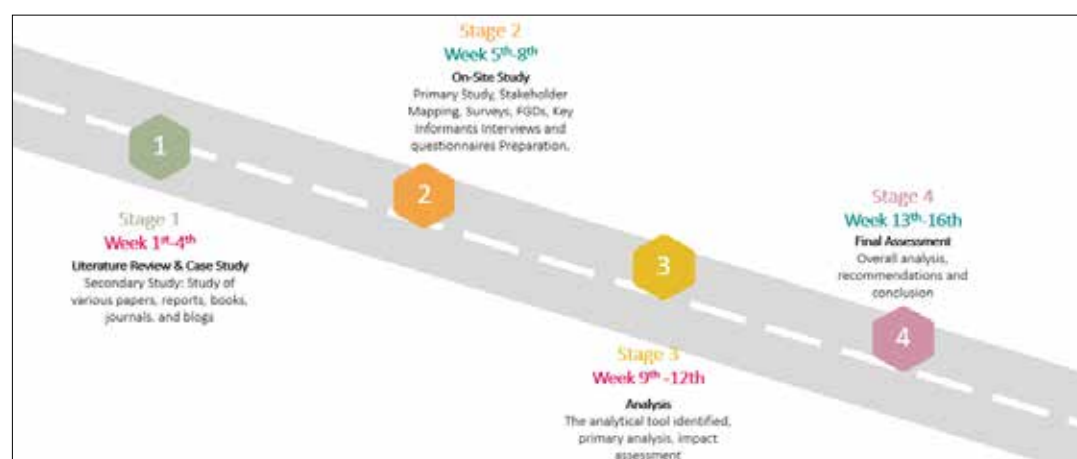 1
Stage 1
Week 1st-4th
Literature Review & Case Study
Secondary Study: Study of
various papers, reports, books,
journals, and blogs
Stage 2
Week 5th-8th
On-Site Study
Primary Study, Stakeholder
Mapping, Surveys, FGDs, Key
Informants Interviews and
questionnaires Preparation.
2
3
Stage 3
Week 9th -12th
Analysis
The analytical tool identified,
primary analysis, impact
assessment
Stage 4
Week 13th-16th
Final Assessment
Overall analysis,
recommendations and
conclusion
4